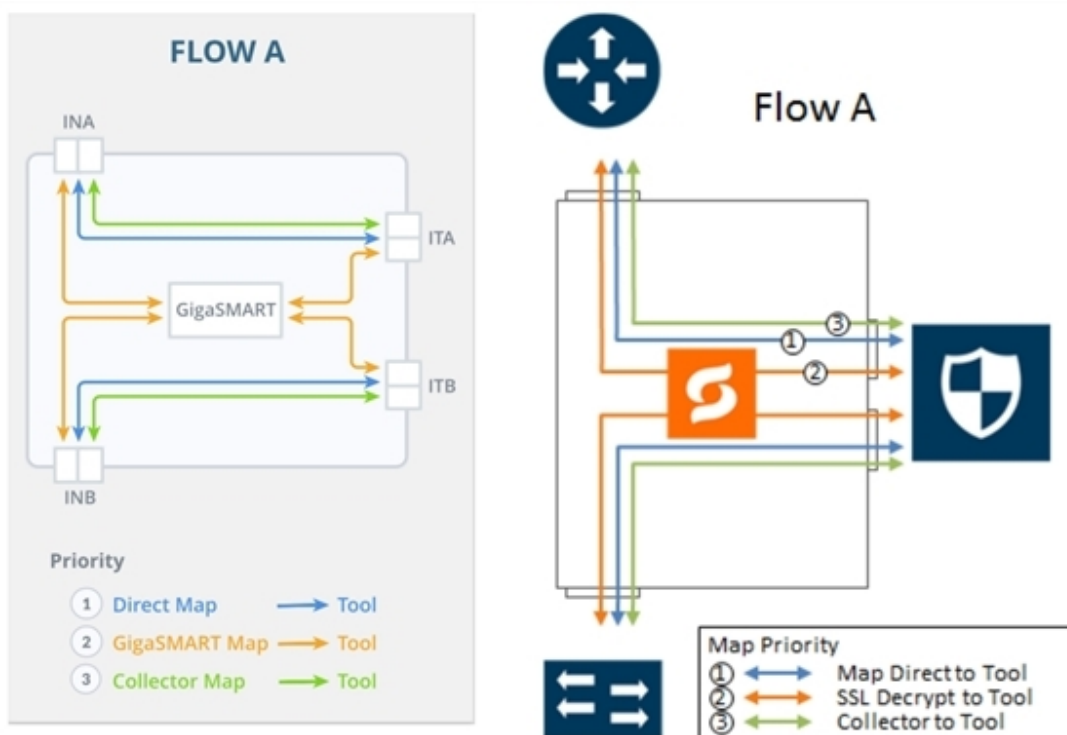 FLOW A
INA
ITA
GigaSMART
ITB
INB
Priority
1 Direct Map Tool
2 GigaSMART Map Tool
3 Collector Map Tool
Flow A
3
1
2
Map Priority
1 Map Direct to Tool
2 SSL Decrypt to Tool
3 Collector to Tool